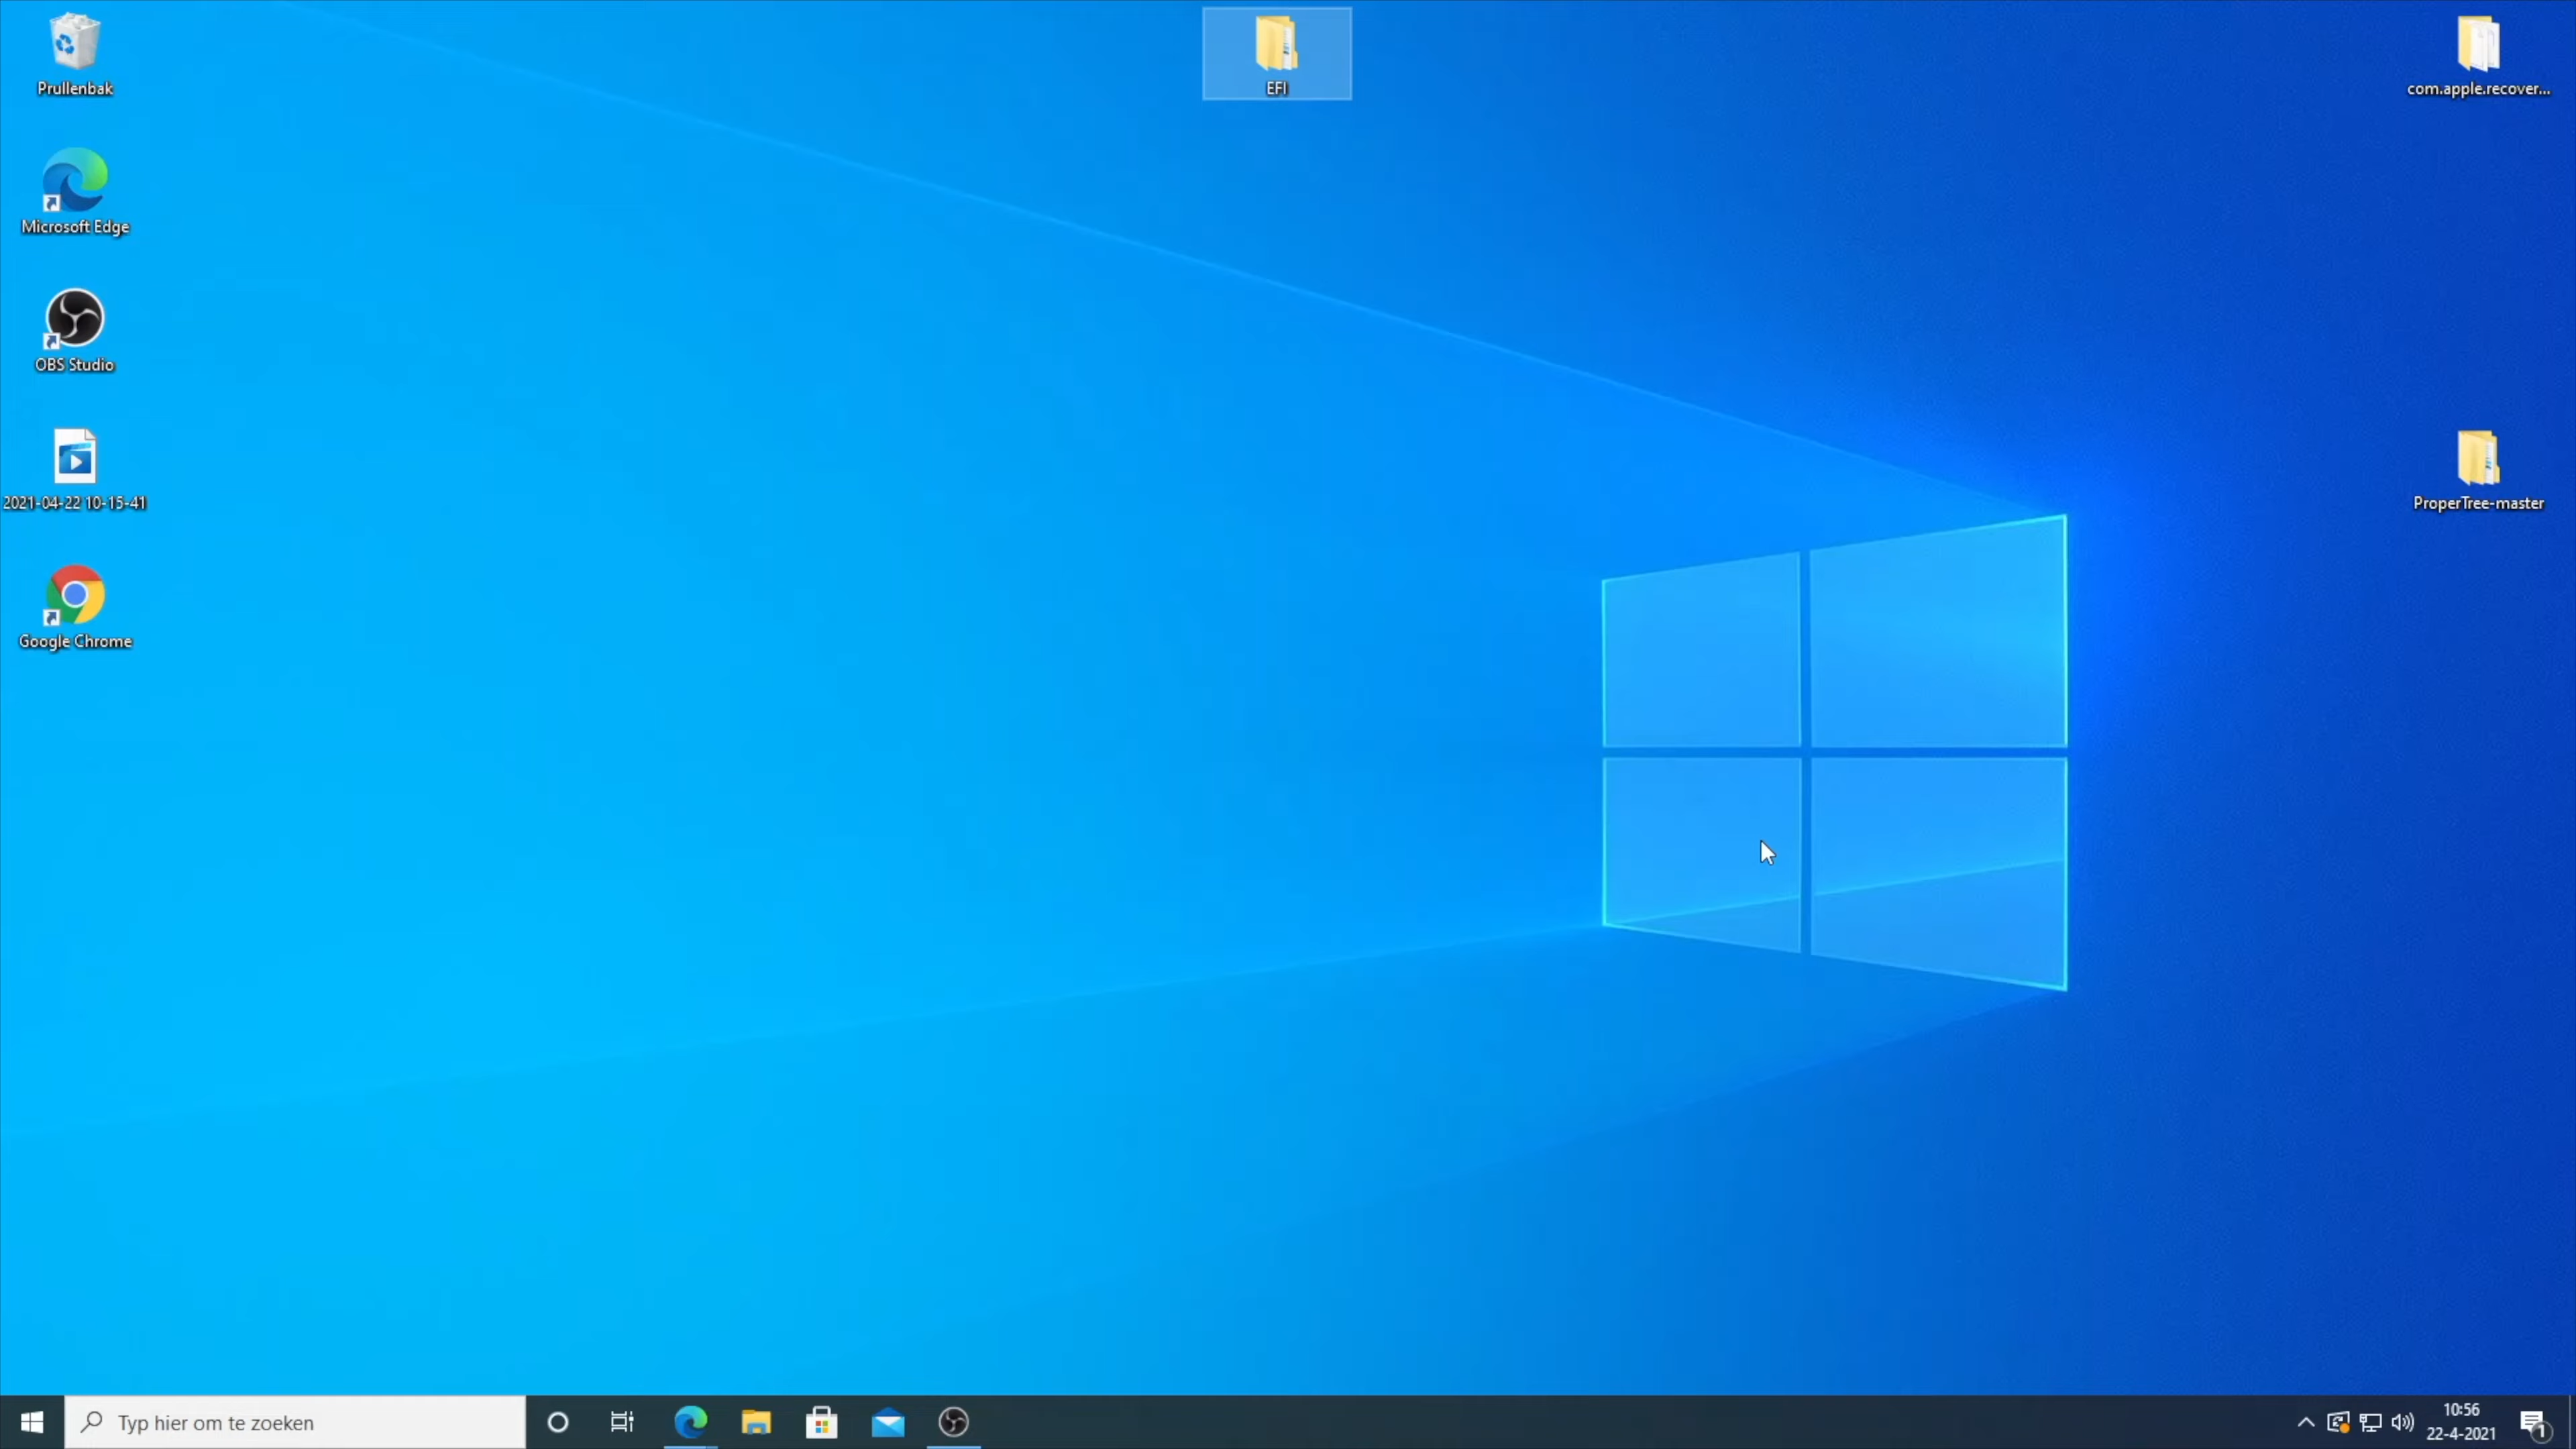 Prullenbak
Microsoft Edge
OBS Studio
2021-04-22 10-15-41
Google Chrome
EFI
com.apple.recover...
ProperTree-master
Typ hier om te zoeken
10:56
22-4-2021
1